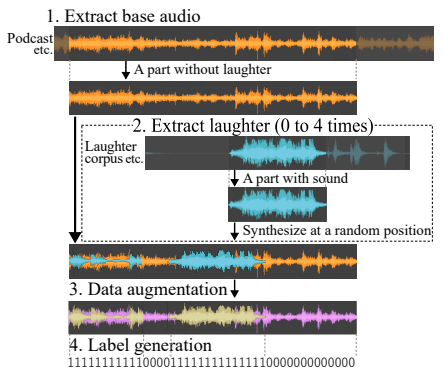 1. Extract base audio
Podcast
etc.
A part without laughter
2. Extract laughter (0 to 4 times)
Laughter
corpus etc.
A part with sound
Synthesize at a random position
3. Data augmentation
4. Label generation
1111111111100001111111111111100000000000000